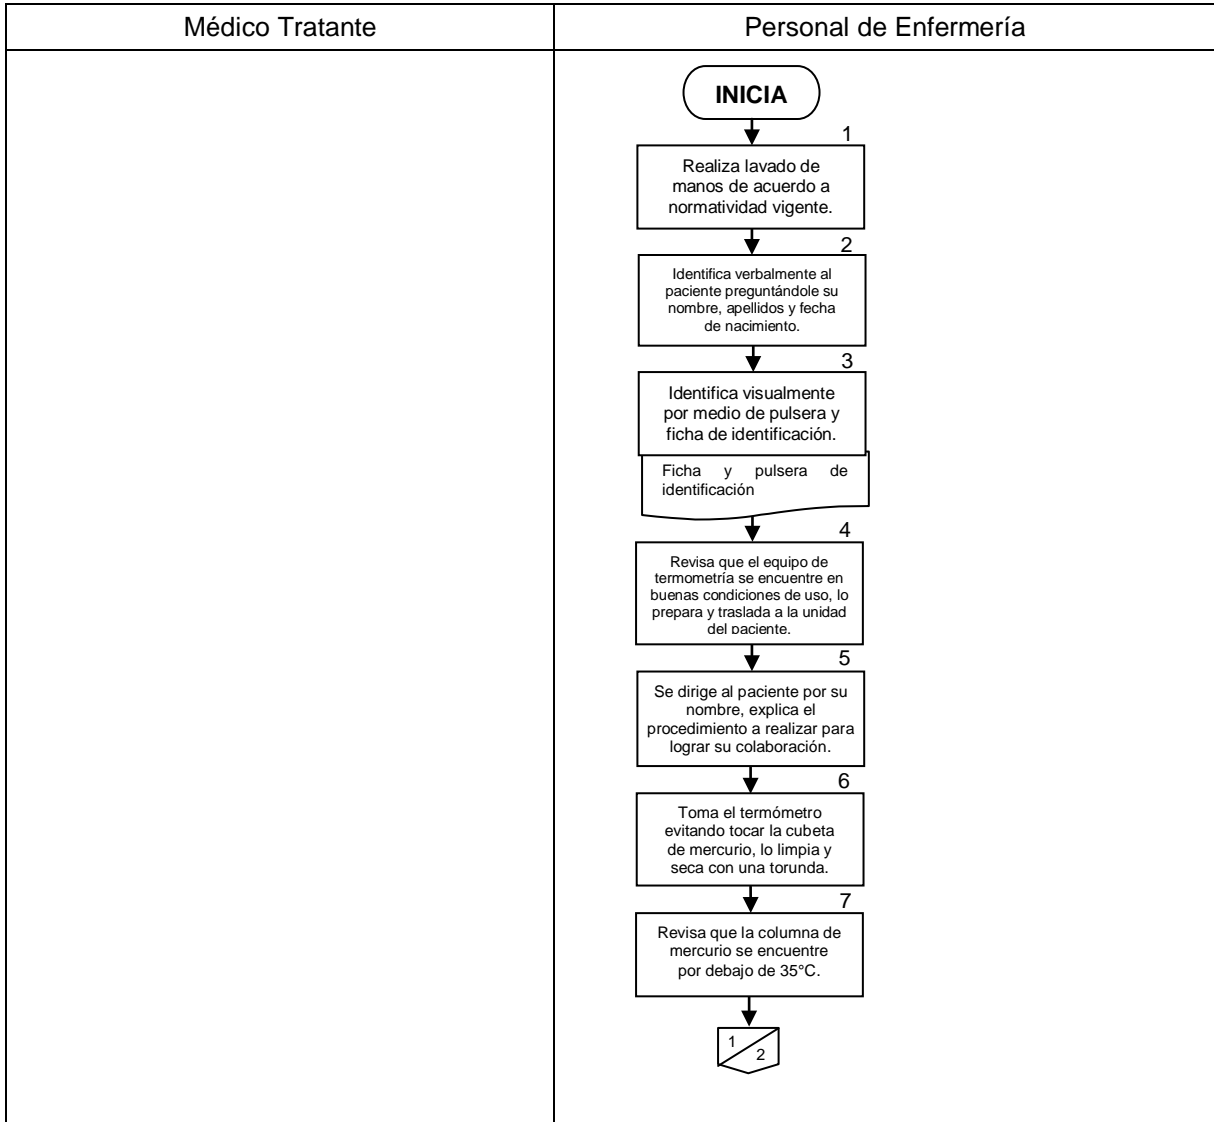 Médico Tratante
Personal de Enfermería
INICIA
1
Realiza lavado de
manos de acuerdo a
normatividad vigente.
2
Identifica verbalmente al
paciente preguntándole su
nombre, apellidos y fecha
de nacimiento.
3
Identifica visualmente
por medio de pulsera y
ficha de identificación.
Ficha y pulsera de
identificación
4
Revisa que el equipo de
termometría se encuentre en
buenas condiciones de uso, lo
prepara y traslada a la unidad
del paciente.
5
Se dirige al paciente por su
nombre, explica el
procedimiento a realizar para
lograr su colaboración.
6
Toma el termómetro
evitando tocar la cubeta
de mercurio, lo limpia y
seca con una torunda.
7
Revisa que la columna de
mercurio se encuentre
por debajo de 35°C.
1
2